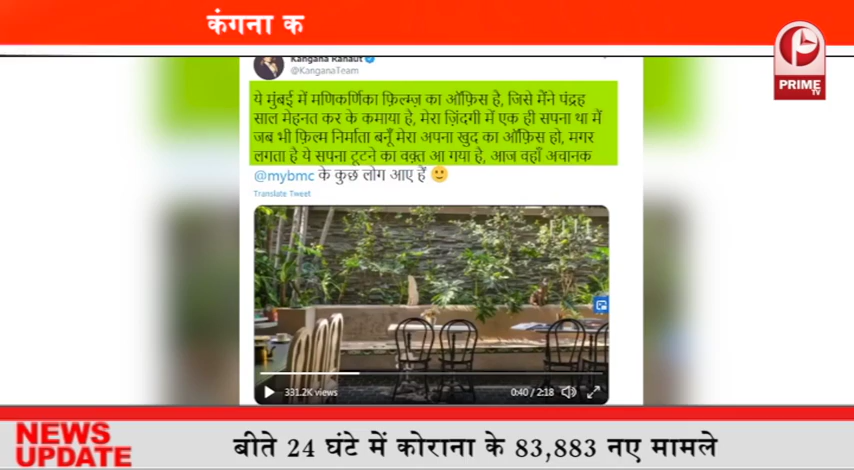 कंगना क
PRIME
TV
Kangana Ranaut
@KanganaTeam
ये मुंबई में मणिकर्णिका फ़िल्म्ज़ का ऑफ़िस है, जिसे मैंने पंद्रह
साल मेहनत कर के कमाया है, मेरा ज़िंदगी में एक ही सपना था में
जब भी फ़िल्म निर्माता बनूँ मेरा अपना खुद का ऑफ़िस हो, मगर
लगता है ये सपना टूटने का वक़्त आ गया है, आज वहाँ अचानक
@mybmc के कुछ लोग आए हैं 🙂
Translate Tweet
331.2K views
0:40 / 2:18
NEWS
UPDATE
बीते 24 घंटे में कोराना के 83,883 नए मामले